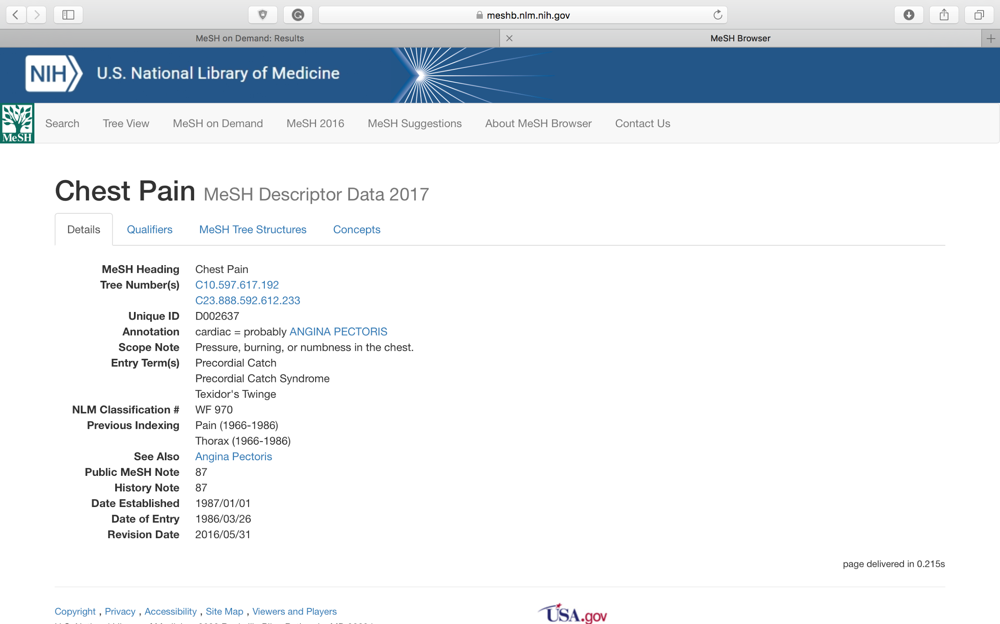 meshb.nlm.nih.gov
MeSH on Demand: Results
MeSH Browser
NIH U.S. National Library of Medicine
MeSH
Search Tree View MeSH on Demand MeSH 2016 MeSH Suggestions About MeSH Browser Contact Us
Chest Pain MeSH Descriptor Data 2017
Details Qualifiers MeSH Tree Structures Concepts
MeSH Heading Chest Pain
Tree Number(s) C10.597.617.192
C23.888.592.612.233
Unique ID D002637
Annotation cardiac = probably ANGINA PECTORIS
Scope Note Pressure, burning, or numbness in the chest.
Entry Term(s) Precordial Catch
Precordial Catch Syndrome
Texidor's Twinge
NLM Classification # WF 970
Previous Indexing Pain (1966-1986)
Thorax (1966-1986)
See Also Angina Pectoris
Public MeSH Note 87
History Note 87
Date Established 1987/01/01
Date of Entry 1986/03/26
Revision Date 2016/05/31
page delivered in 0.215s
Copyright , Privacy , Accessibility , Site Map , Viewers and Players
USA.gov